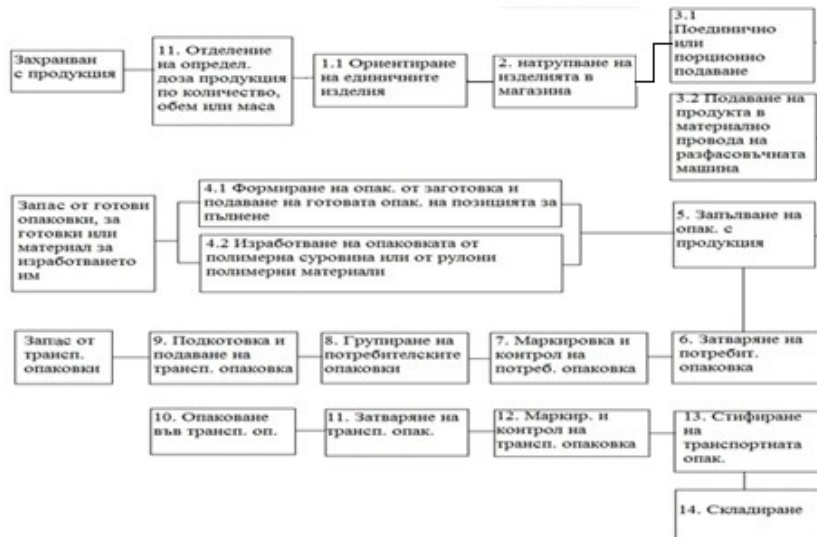 Захранван
с продукция
11. Отделение
на определ.
доза продукция
по количество,
обем или маса
1.1 Ориентиране
на единичните
изделия
2. натрупване на
изделията в
магазина
3.1
Поединично
или
порционно
подаване
3.2 Подаване на
продукта в
материално
провода на
разфасовъчната
машина
Запас от готови
опаковки, за
готовки или
материал за
изработването
им
4.1 Формиране на опак. от заготовка и
подаване на готовата опак. на позицията за
пълнене
4.2 Изработване на опаковката от
полимерна суровина или от рулони
полимерни материали
5. Запълване на
опак. с
продукция
Запас от
трансп.
опаковки
9. Подкотовка и
подаване на
трансп. опаковка
8. Групиране на
потребителските
опаковки
7. Маркировка и
контрол на
потреб. опаковка
6. Затваряне на
потребит.
опаковка
10. Опаковане
във трансп. оп.
11. Затваряне на
трансп. опак.
12. Маркир. и
контрол на
трансп. опаковка
13. Стифиране
на
транспортната
опак.
14. Складиране